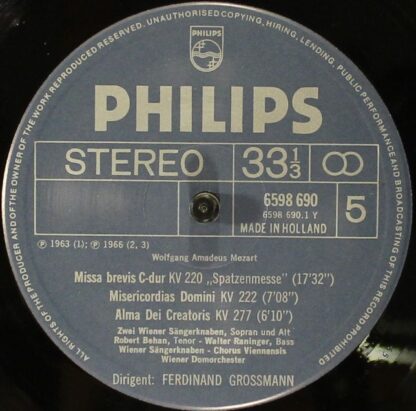 ALL RIGHTS OF THE PRODUCER AND OF THE OWNER OF THE WORK REPRODUCED RESERVED. UNAUTHORISED COPYING, HIRING, LENDING, PUBLIC PERFORMANCE AND BROADCASTING OF THIS RECORD PROHIBITED
PHILIPS
PHILIPS
STEREO 33⅓
6598 690
6598 690.1 Y
MADE IN HOLLAND
5
℗ 1963 (1); ℗ 1966 (2, 3)
Wolfgang Amadeus Mozart
Missa brevis C-dur KV 220 „Spatzenmesse" (17'32")
Misericordias Domini KV 222 (7'08")
Alma Dei Creatoris KV 277 (6'10")
Zwei Wiener Sängerknaben, Sopran und Alt
Robert Behan, Tenor - Walter Raninger, Bass
Wiener Sängerknaben - Chorus Viennensis
Wiener Domorchester
Dirigent: FERDINAND GROSSMANN